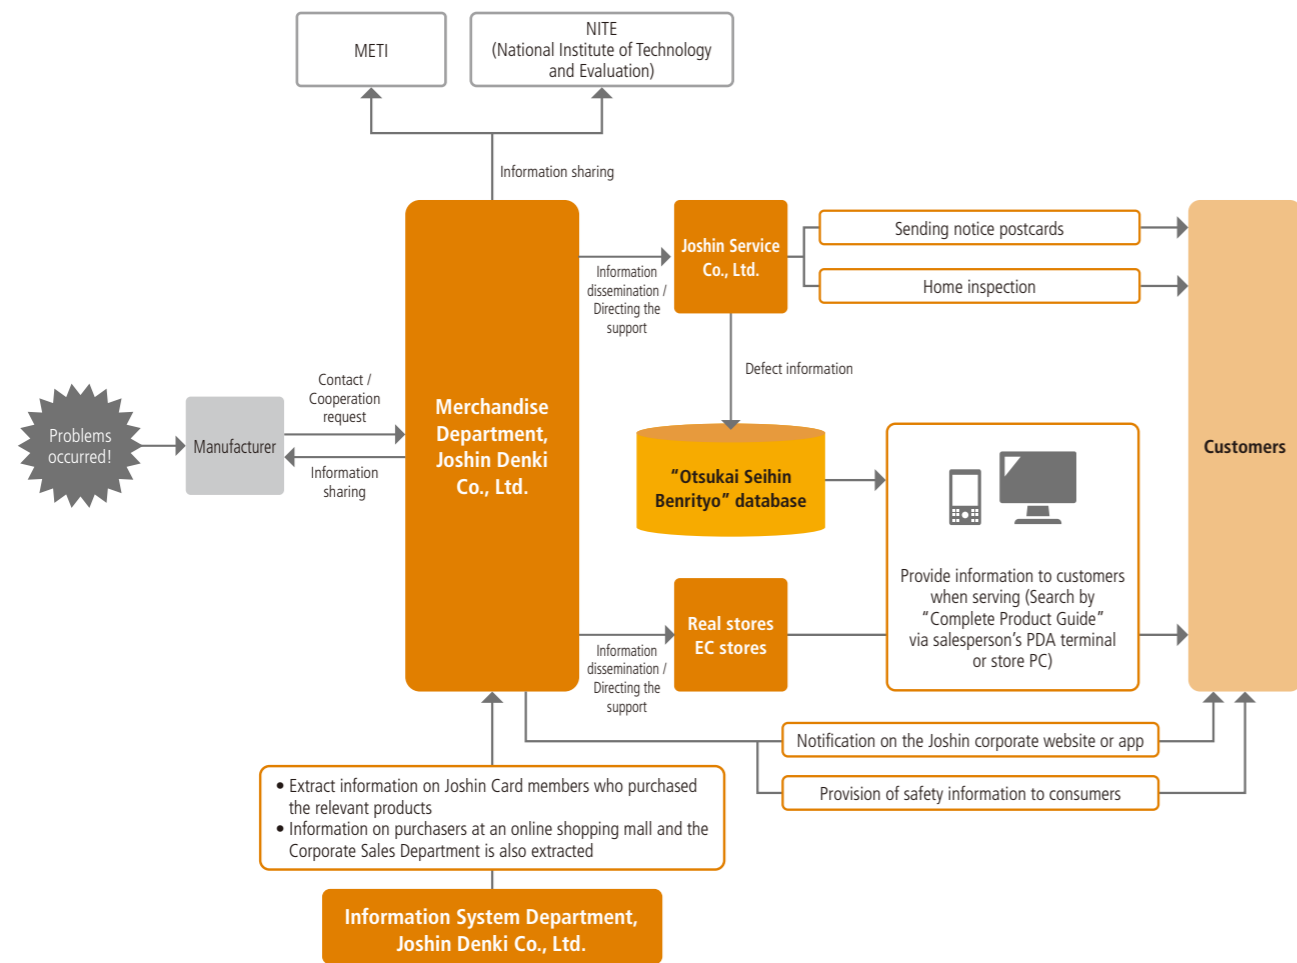 METI
NITE
(National Institute of Technology
and Evaluation)
Information sharing
Merchandise
Department,
Joshin Denki
Co., Ltd.
Information
dissemination /
Directing the
support
Joshin Service
Co., Ltd.
Sending notice postcards
Home inspection
Customers
Defect information
Problems
occurred!
Manufacturer
Contact /
Cooperation
request
Information
sharing
“Otsukai Seihin
Benrityo” database
Provide information to customers
when serving (Search by
“Complete Product Guide”
via salesperson’s PDA terminal
or store PC)
Information
dissemination /
Directing the
support
Real stores
EC stores
Notification on the Joshin corporate website or app
Provision of safety information to consumers
• Extract information on Joshin Card members who purchased
the relevant products
• Information on purchasers at an online shopping mall and the
Corporate Sales Department is also extracted
Information System Department,
Joshin Denki Co., Ltd.